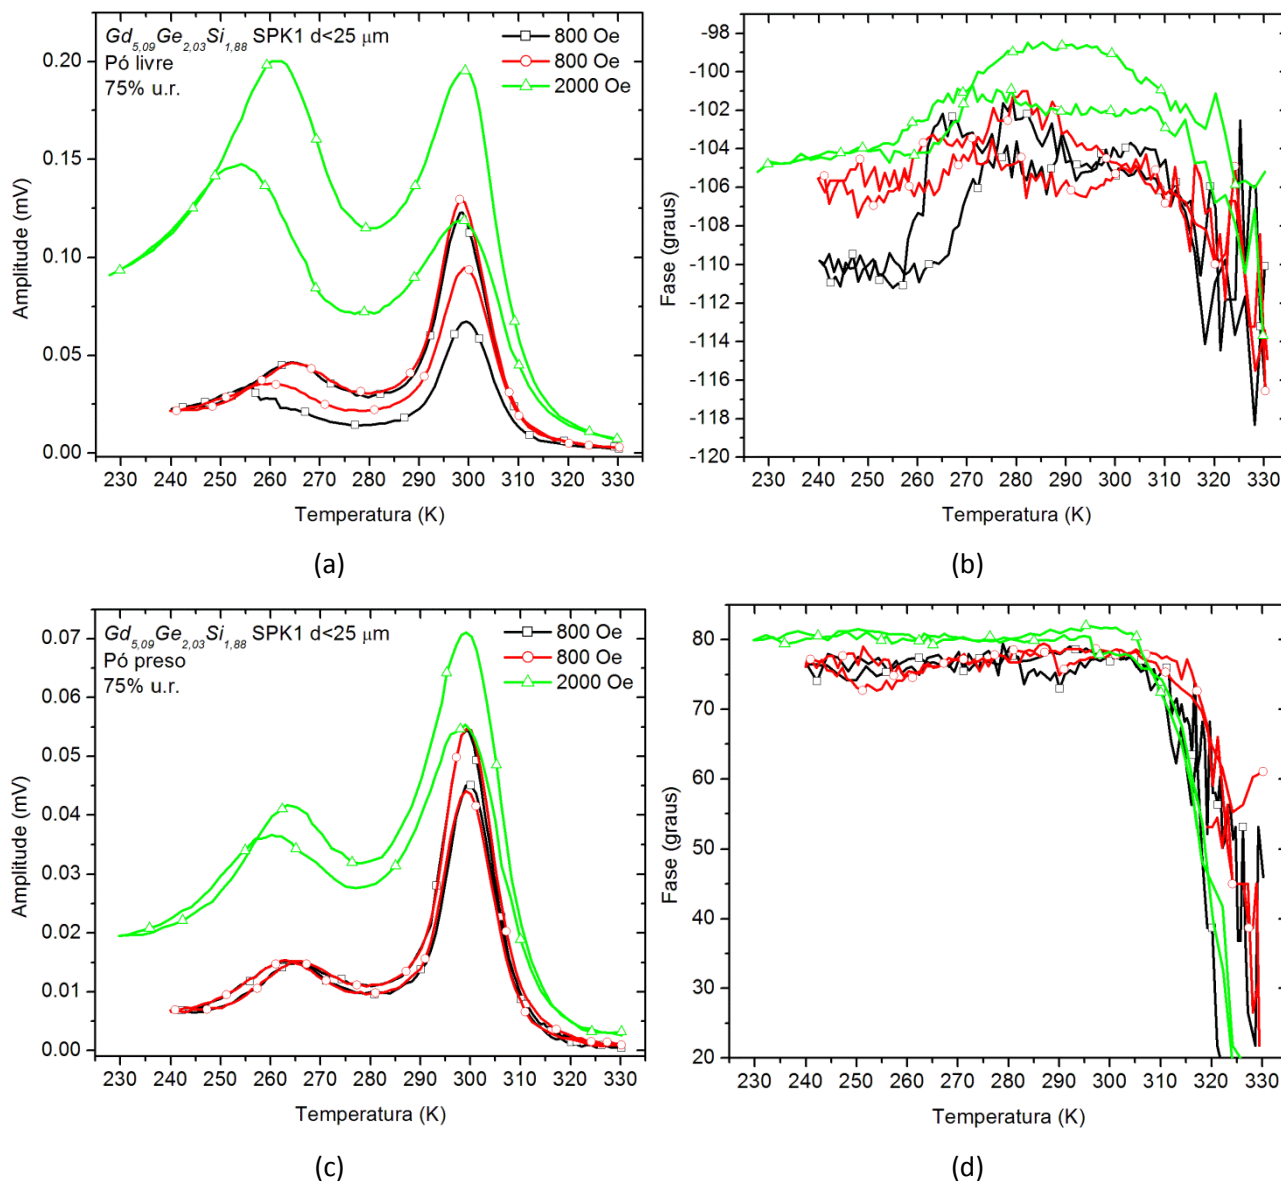 Gd5,09Ge2,03Si1,88 SPK1 d<25 μm
Pó livre
75% u.r.
800 Oe
800 Oe
2000 Oe
0.20
0.15
0.10
0.05
0.00
Amplitude (mV)
230 240 250 260 270 280 290 300 310 320 330
Temperatura (K)
(a)
-98
-100
-102
-104
-106
-108
-110
-112
-114
-116
-118
-120
Fase (graus)
230 240 250 260 270 280 290 300 310 320 330
Temperatura (K)
(b)
Gd5,09Ge2,03Si1,88 SPK1 d<25 μm
Pó preso
75% u.r.
800 Oe
800 Oe
2000 Oe
0.07
0.06
0.05
0.04
0.03
0.02
0.01
0.00
Amplitude (mV)
230 240 250 260 270 280 290 300 310 320 330
Temperatura (K)
(c)
80
70
60
50
40
30
20
Fase (graus)
230 240 250 260 270 280 290 300 310 320 330
Temperatura (K)
(d)